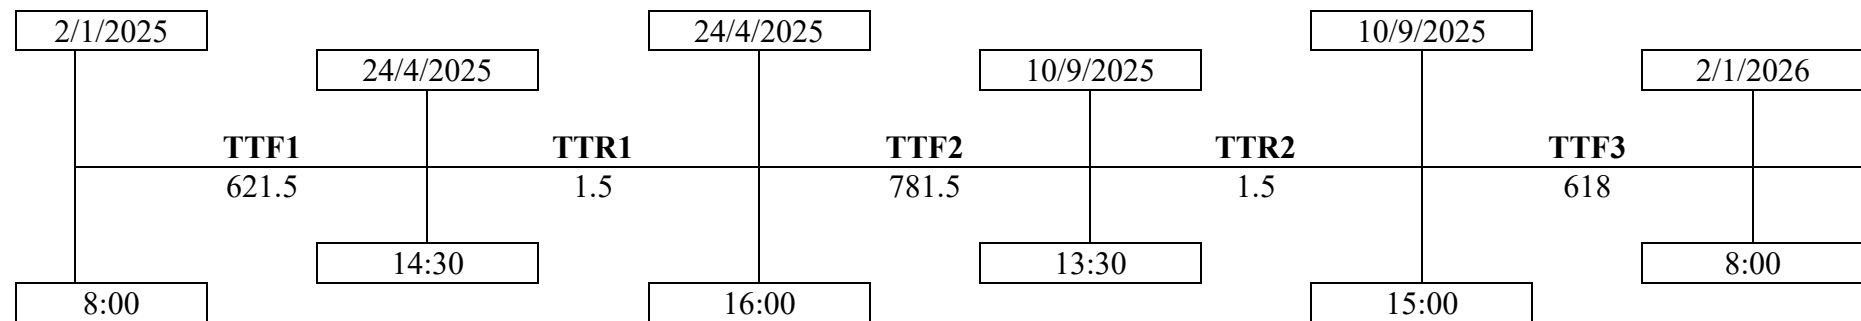 2/1/2025 24/4/2025 10/9/2025
24/4/2025 10/9/2025 2/1/2026
TTF1 TTR1 TTF2 TTR2 TTF3
621.5 1.5 781.5 1.5 618
14:30 13:30 8:00
8:00 16:00 15:00